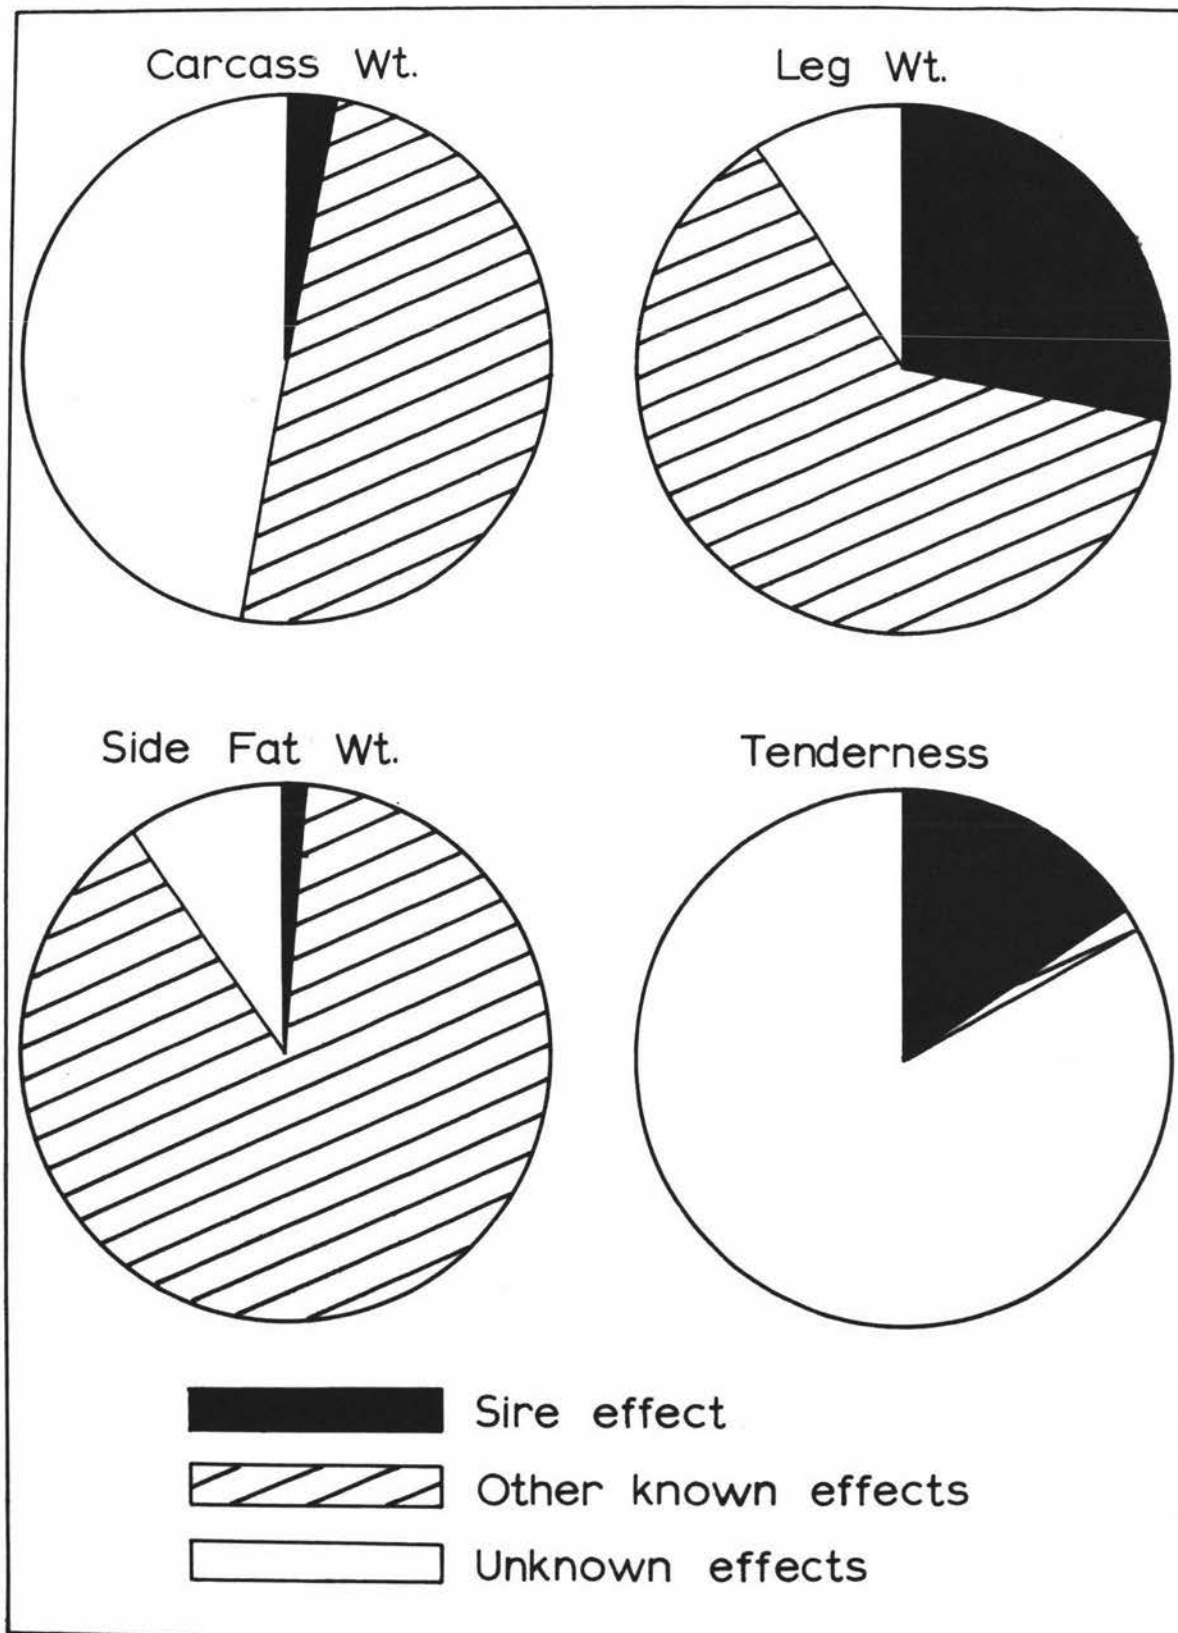 Carcass Wt.
Leg Wt.
Side Fat Wt.
Tenderness
Sire effect
Other known effects
Unknown effects